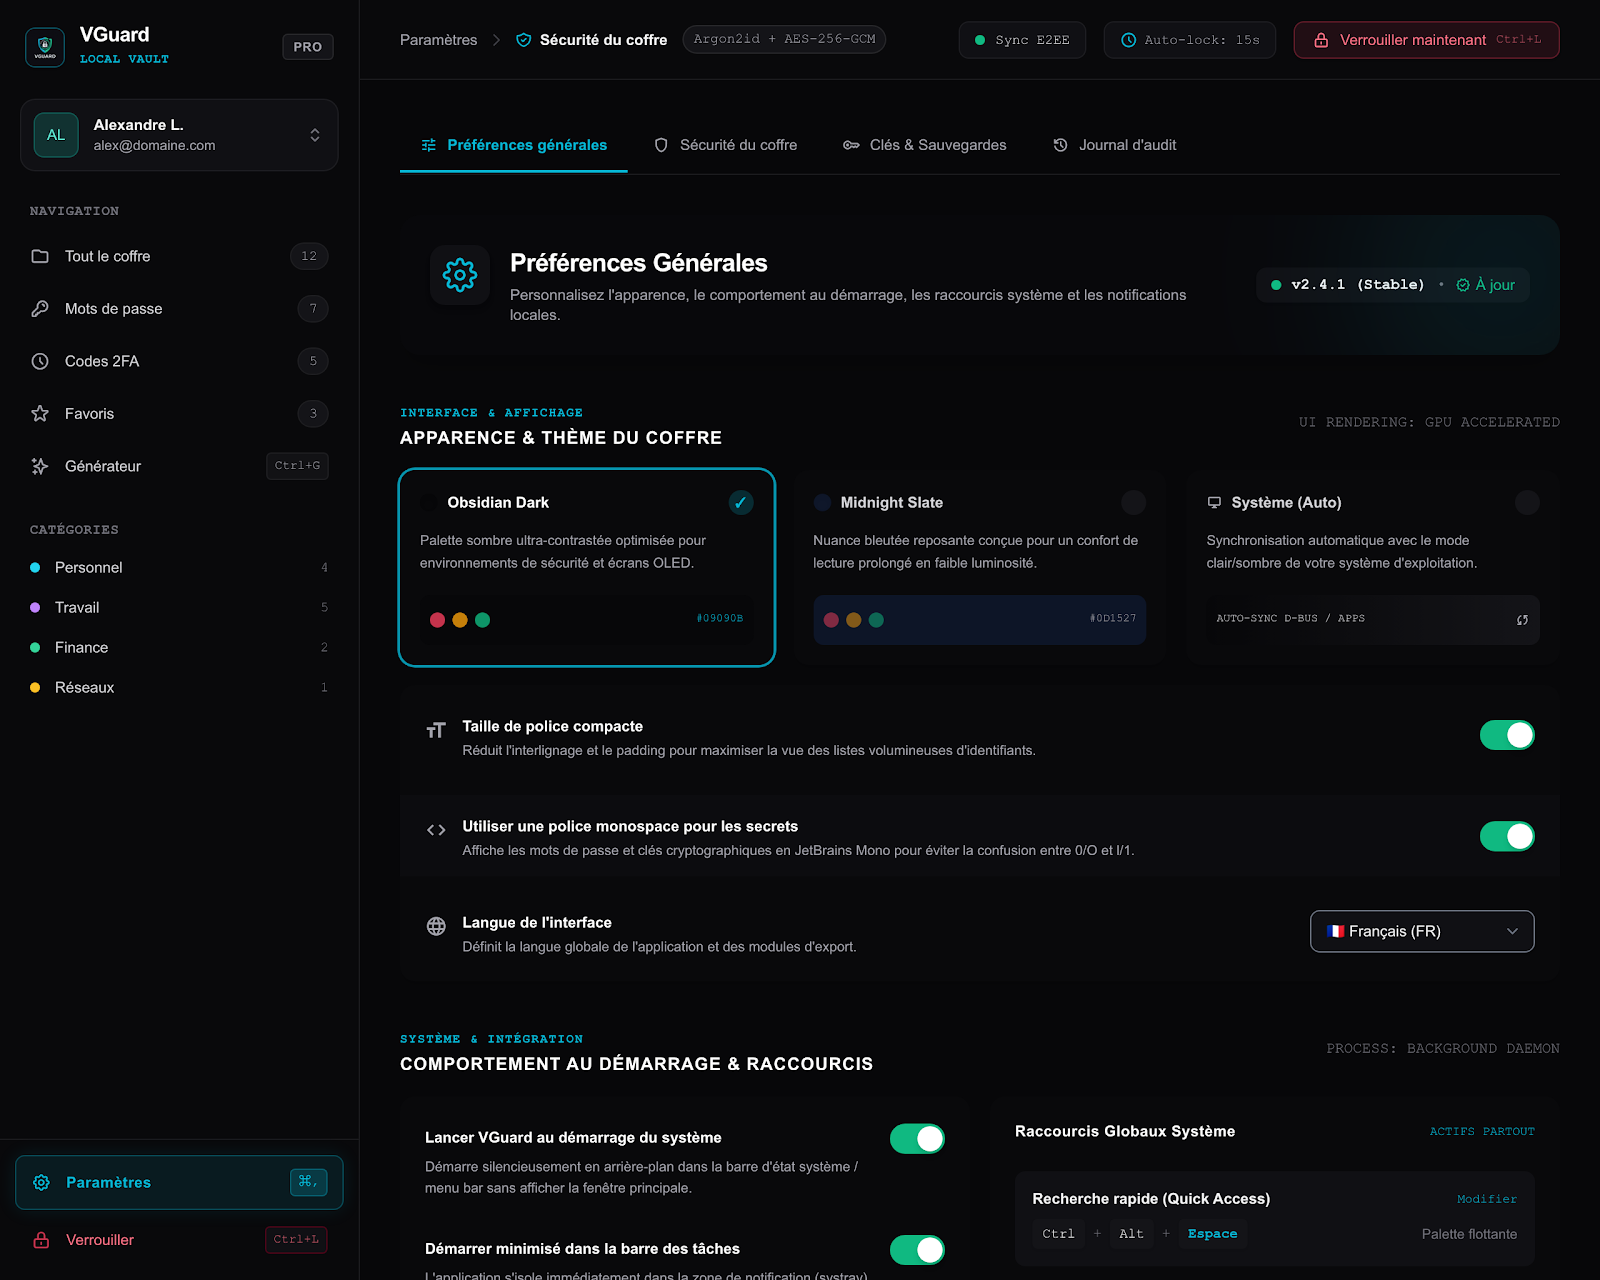 VGuard
LOCAL VAULT
PRO
AL
Alexandre L.
alex@domaine.com
NAVIGATION
Tout le coffre 12
Mots de passe 7
Codes 2FA 5
Favoris 3
Générateur Ctrl+G
CATÉGORIES
Personnel 4
Travail 5
Finance 2
Réseaux 1
Paramètres ⌘,
Verrouiller Ctrl+L
Paramètres > Sécurité du coffre Argon2id + AES-256-GCM
Sync E2EE
Auto-lock: 15s
Verrouiller maintenant Ctrl+L
Préférences générales
Sécurité du coffre
Clés & Sauvegardes
Journal d'audit
Préférences Générales
Personnalisez l'apparence, le comportement au démarrage, les raccourcis système et les notifications
locales.
v2.4.1 (Stable) • À jour
INTERFACE & AFFICHAGE
APPARENCE & THÈME DU COFFRE
UI RENDERING: GPU ACCELERATED
Obsidian Dark ✓
Palette sombre ultra-contrastée optimisée pour
environnements de sécurité et écrans OLED.
#09090B
Midnight Slate
Nuance bleutée reposante conçue pour un confort de
lecture prolongé en faible luminosité.
#0D1527
Système (Auto)
Synchronisation automatique avec le mode
clair/sombre de votre système d'exploitation.
AUTO-SYNC D-BUS / APPS
Taille de police compacte
Réduit l'interlignage et le padding pour maximiser la vue des listes volumineuses d'identifiants.
Utiliser une police monospace pour les secrets
Affiche les mots de passe et clés cryptographiques en JetBrains Mono pour éviter la confusion entre 0/O et l/1.
Langue de l'interface
Définit la langue globale de l'application et des modules d'export.
🇫🇷 Français (FR)
SYSTÈME & INTÉGRATION
COMPORTEMENT AU DÉMARRAGE & RACCOURCIS
PROCESS: BACKGROUND DAEMON
Lancer VGuard au démarrage du système
Démarre silencieusement en arrière-plan dans la barre d'état système /
menu bar sans afficher la fenêtre principale.
Démarrer minimisé dans la barre des tâches
L'application s'isole immédiatement dans la zone de notification (systray)
Raccourcis Globaux Système
ACTIFS PARTOUT
Recherche rapide (Quick Access)
Modifier
Ctrl + Alt + Espace
Palette flottante